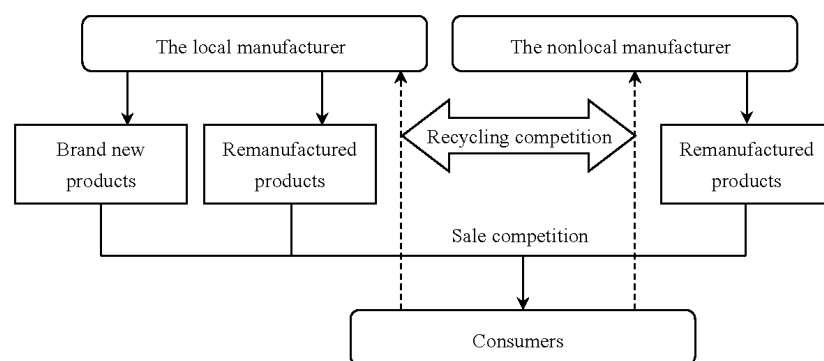 The local manufacturer
The nonlocal manufacturer
Recycling competition
Brand new
products
Remanufactured
products
Remanufactured
products
Sale competition
Consumers